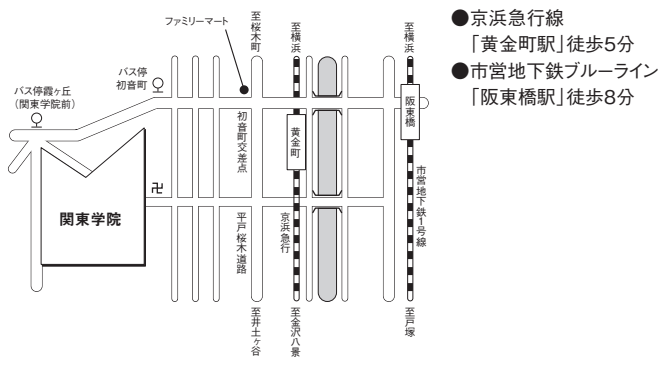 ファミリーマート
至桜木町
至横浜
至横浜
バス停
初音町
バス停霞ヶ丘
（関東学院前）
初音町交差点
黄金町
阪東橋
卍
関東学院
平戸桜木道路
京浜急行
市営地下鉄1号線
至井土ヶ谷
至金沢八景
至戸塚
●京浜急行線
「黄金町駅」徒歩5分
●市営地下鉄ブルーライン
「阪東橋駅」徒歩8分